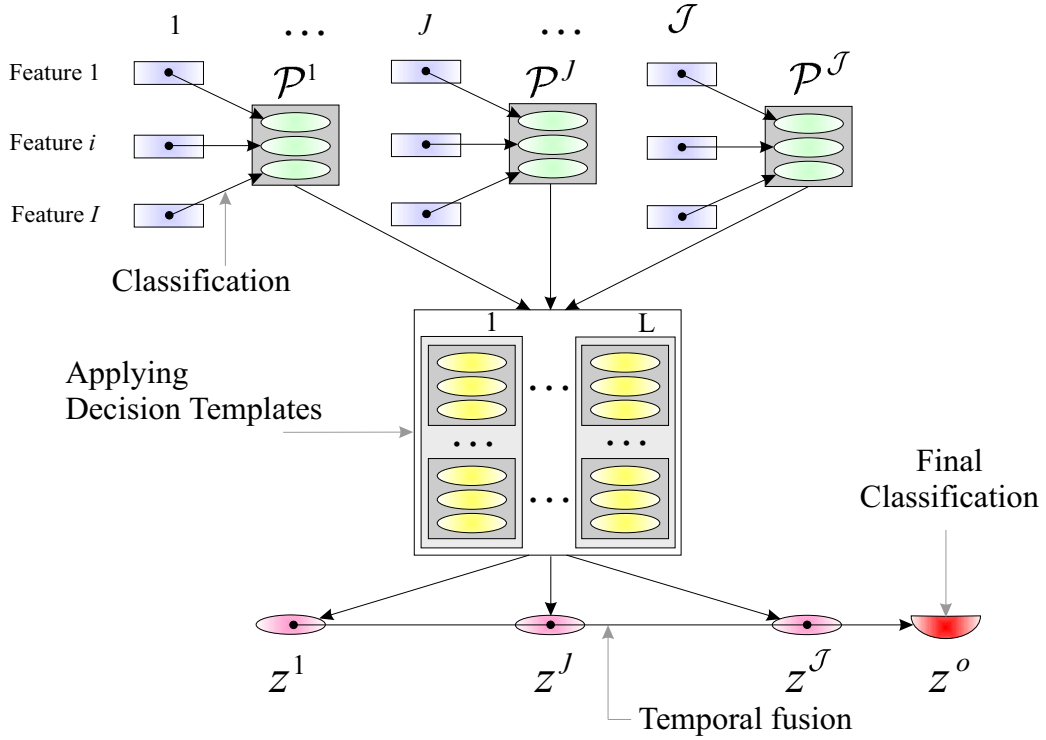 1 ... J ... 𝒥
Feature 1
𝒫¹ 𝒫ᴶ 𝒫^𝒥
Feature i
Feature I
Classification
1 ... L
Applying
Decision Templates
...
... ...
...
Final
Classification
z¹ zᴶ z^𝒥 zᵒ
Temporal fusion